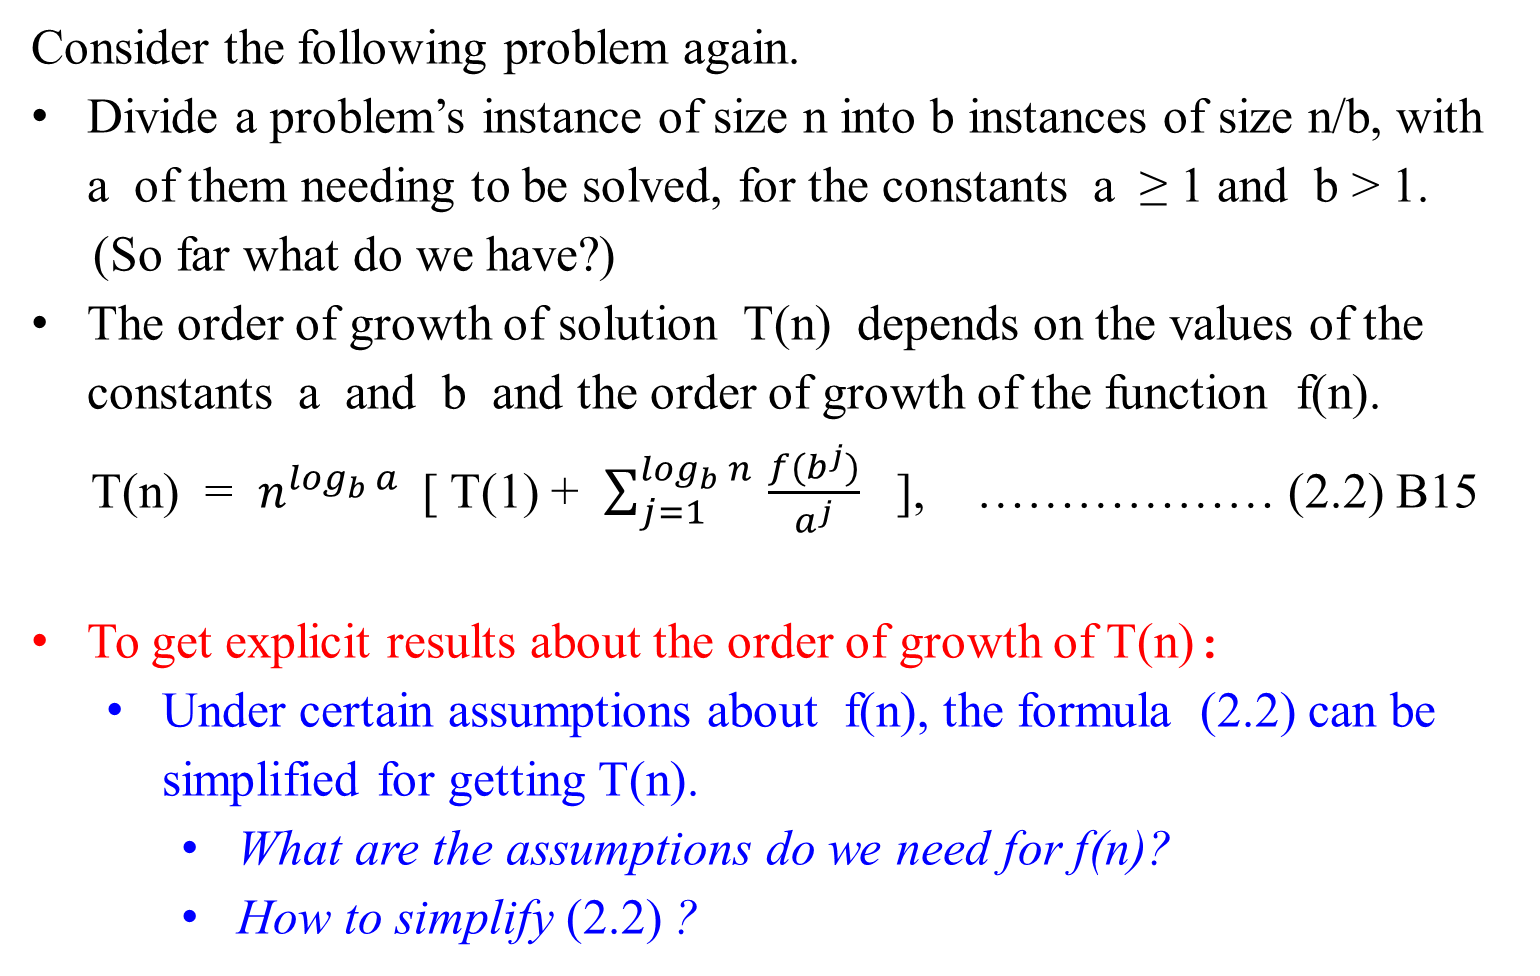 Consider the following problem again.
• Divide a problem’s instance of size n into b instances of size n/b, with
a of them needing to be solved, for the constants a ≥ 1 and b > 1.
(So far what do we have?)
• The order of growth of solution T(n) depends on the values of the
constants a and b and the order of growth of the function f(n).
T(n) = n^{log_b a} [ T(1) + ∑_{j=1}^{log_b n} \frac{f(b^j)}{a^j} ], .................. (2.2) B15
• To get explicit results about the order of growth of T(n) :
• Under certain assumptions about f(n), the formula (2.2) can be
simplified for getting T(n).
• What are the assumptions do we need for f(n)?
• How to simplify (2.2) ?